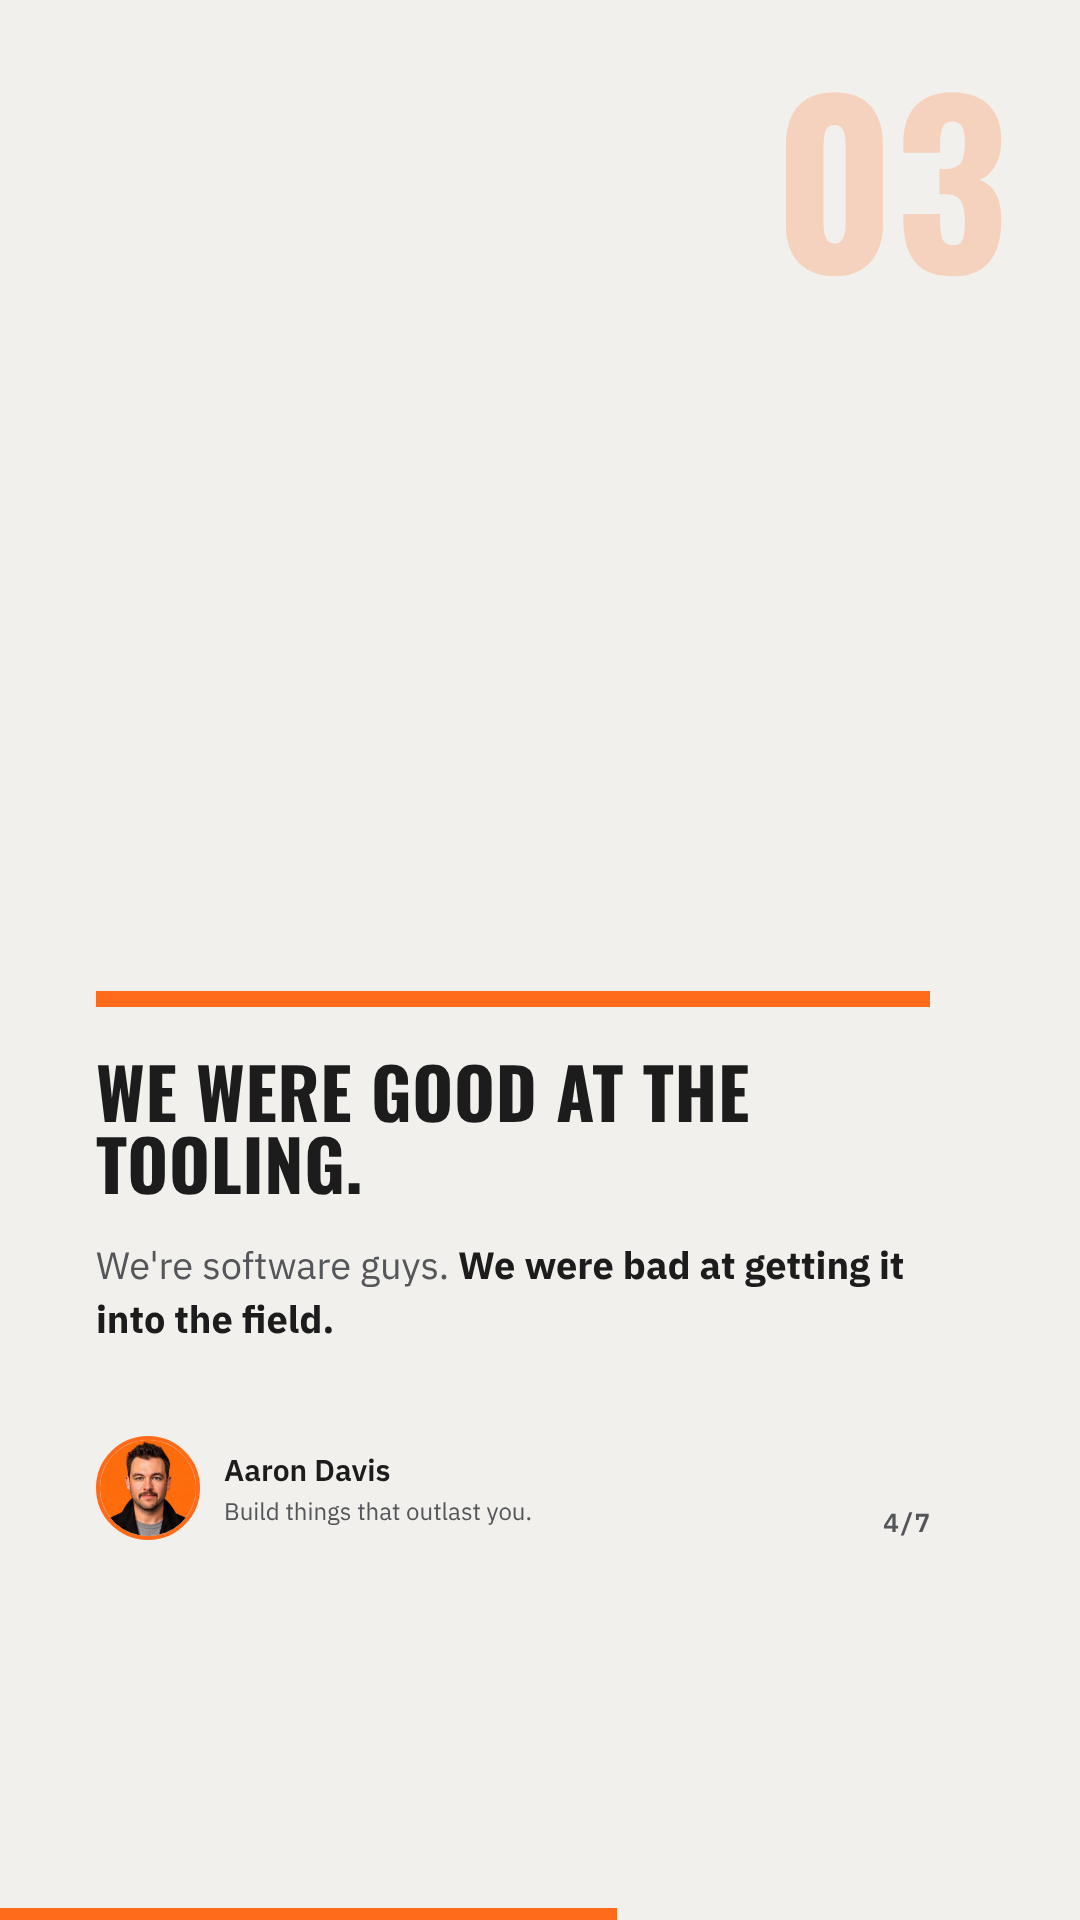 03
WE WERE GOOD AT THE
TOOLING.
We're software guys. We were bad at getting it
into the field.
Aaron Davis
Build things that outlast you.
4/7